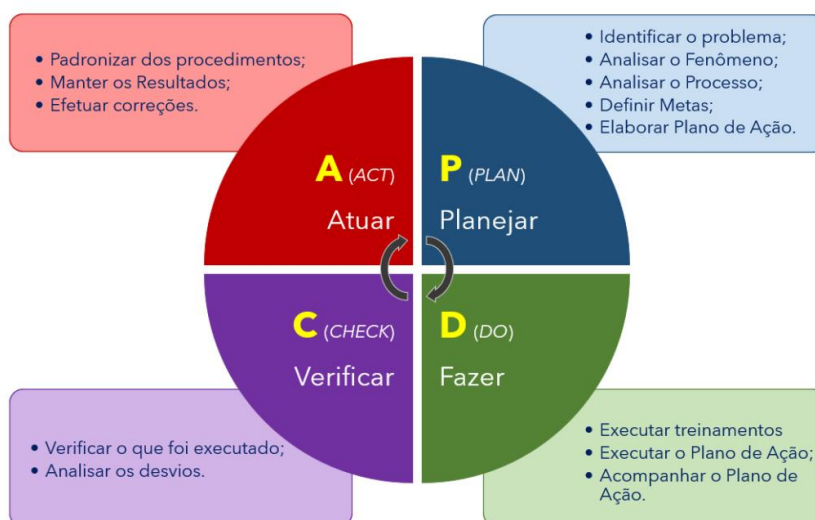 • Padronizar dos procedimentos;
• Manter os Resultados;
• Efetuar correções.
• Identificar o problema;
• Analisar o Fenômeno;
• Analisar o Processo;
• Definir Metas;
• Elaborar Plano de Ação.
A (ACT)
Atuar
P (PLAN)
Planejar
C (CHECK)
Verificar
D (DO)
Fazer
• Verificar o que foi executado;
• Analisar os desvios.
• Executar treinamentos
• Executar o Plano de Ação;
• Acompanhar o Plano de
Ação.